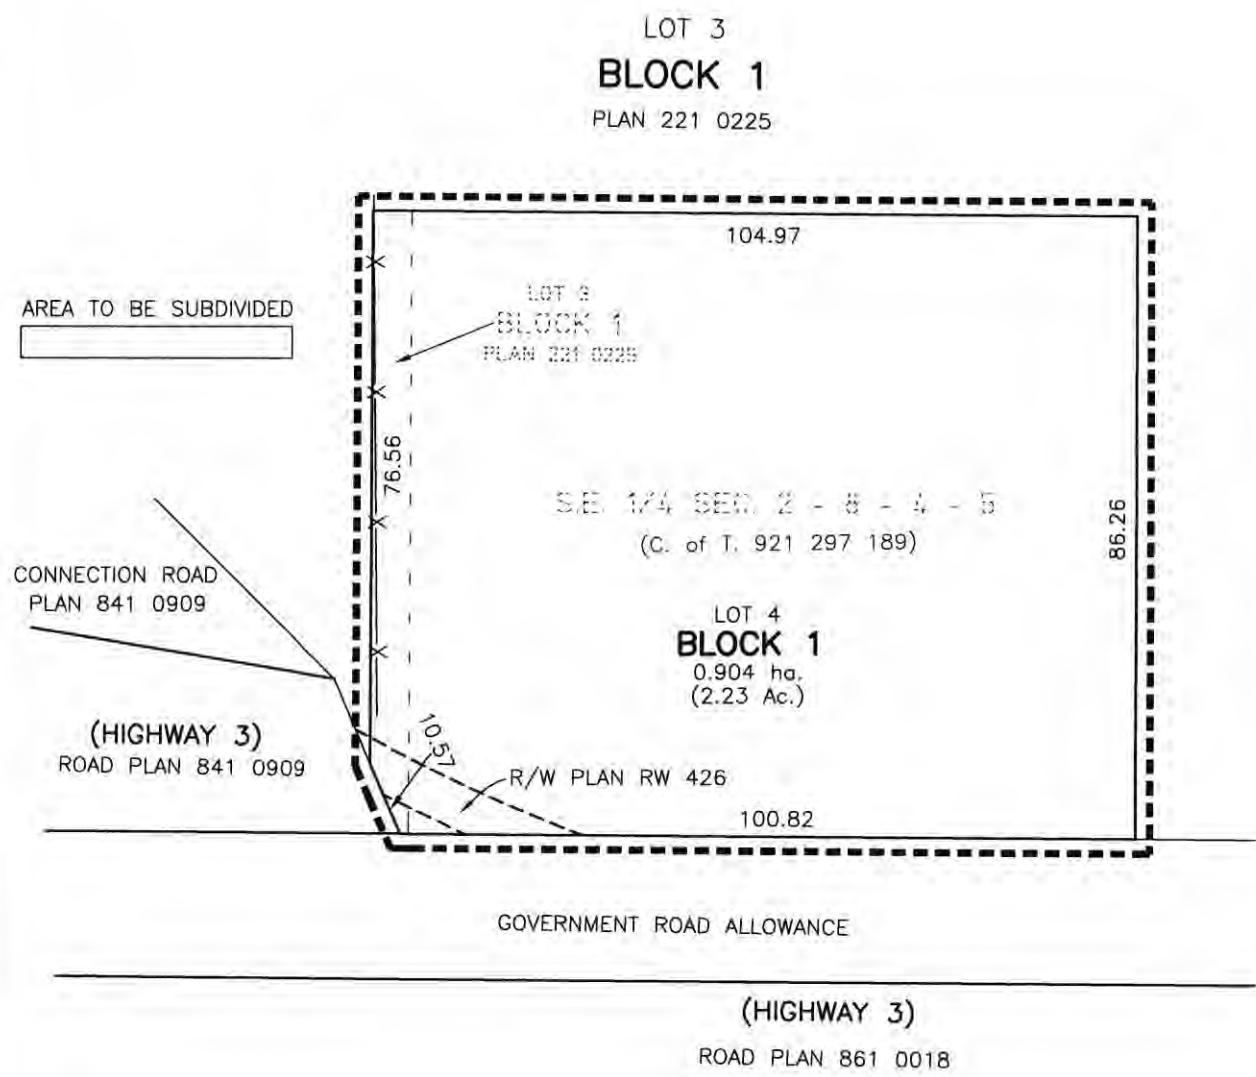 LOT 3
BLOCK 1
PLAN 221 0225
104.97
AREA TO BE SUBDIVIDED
LOT 3
BLOCK 1
PLAN 221 0225
76.56
S.E. 1/4 SEC. 2 - 8 - 4 - 5
(C. of T. 921 297 189)
86.26
CONNECTION ROAD
PLAN 841 0909
LOT 4
BLOCK 1
0.904 ha.
(2.23 Ac.)
(HIGHWAY 3)
ROAD PLAN 841 0909
10.57
R/W PLAN RW 426
100.82
GOVERNMENT ROAD ALLOWANCE
(HIGHWAY 3)
ROAD PLAN 861 0018